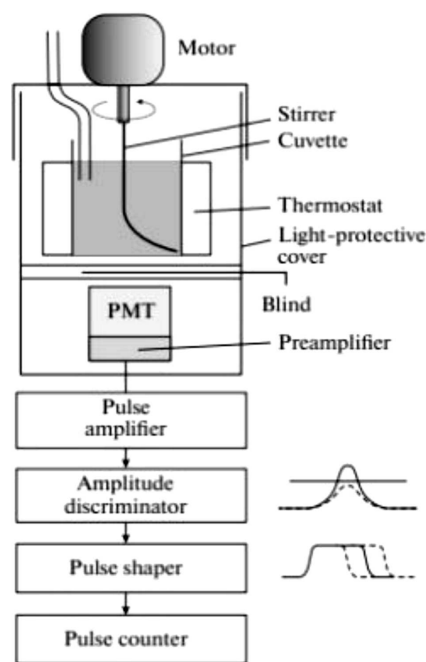 Motor
Stirrer
Cuvette
Thermostat
Light-protective
cover
Blind
PMT
Preamplifier
Pulse
amplifier
Amplitude
discriminator
Pulse shaper
Pulse counter